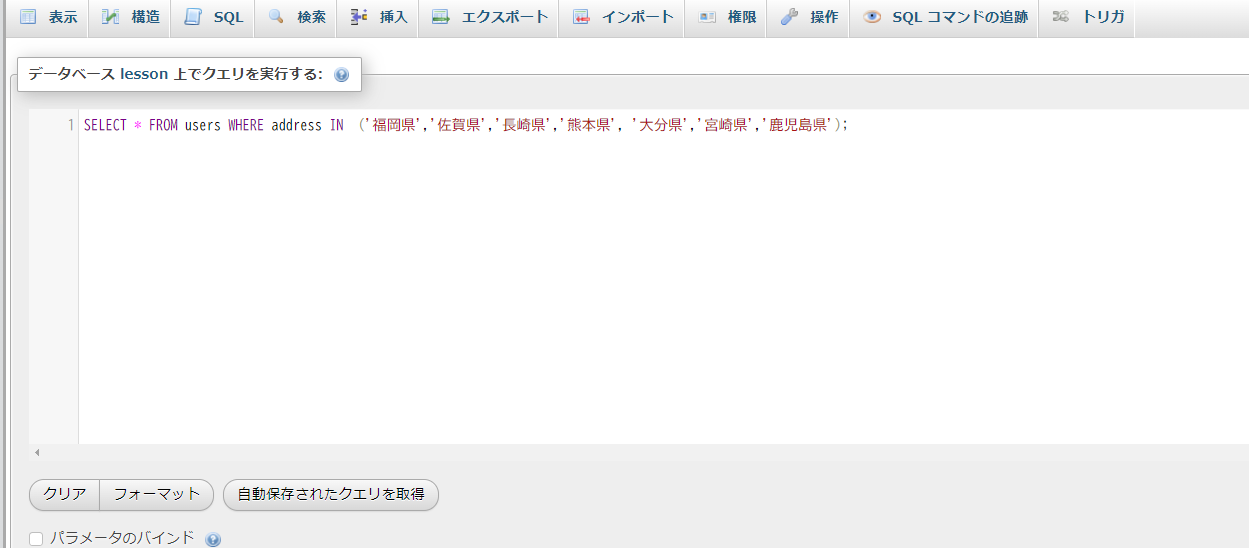 表示 構造 SQL 検索 挿入 エクスポート インポート 権限 操作 SQL コマンドの追跡 トリガ
データベース lesson 上でクエリを実行する:
1 SELECT * FROM users WHERE address IN ('福岡県','佐賀県','長崎県','熊本県', '大分県','宮崎県','鹿児島県');
クリア フォーマット 自動保存されたクエリを取得
パラメータのバインド